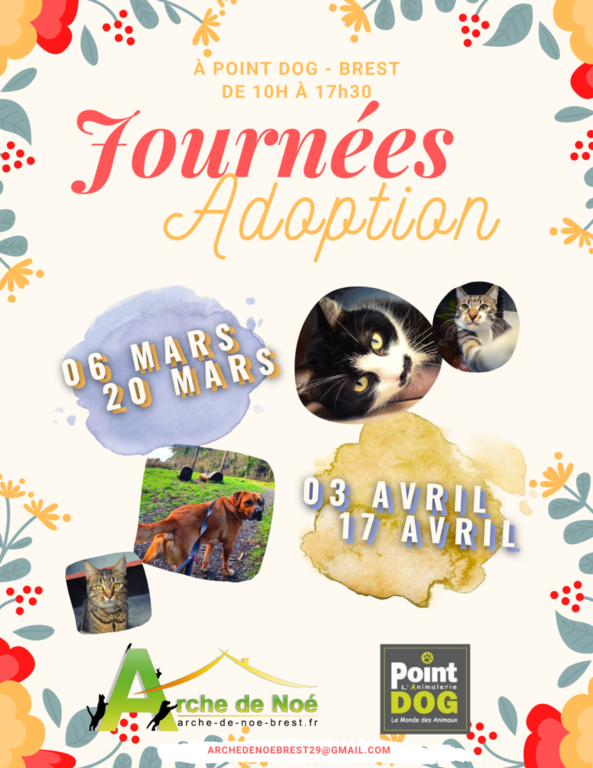 À POINT DOG - BREST
DE 10H À 17h30
Journées
Adoption
06 MARS
20 MARS
03 AVRIL
17 AVRIL
Arche de Noé
arche-de-noe-brest.fr
Point
L'Animalerie
DOG
Le Monde des Animaux
ARCHEDENOEBREST29@GMAIL.COM